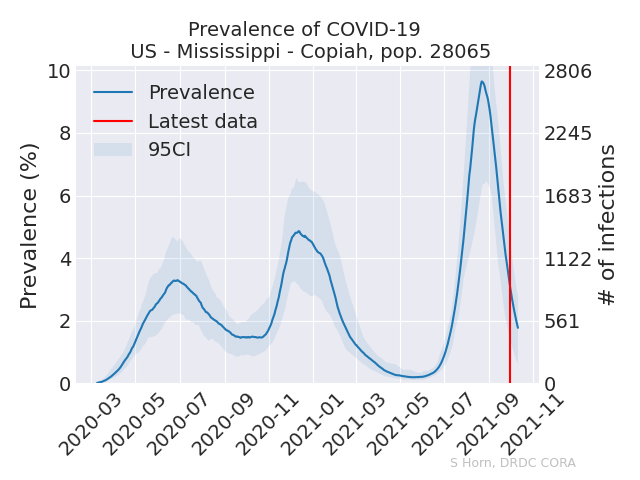 Prevalence of COVID-19
US - Mississippi - Copiah, pop. 28065
Prevalence (%)
10
8
6
4
2
0
Prevalence
Latest data
95CI
2806
2245
1683
1122
561
0
# of infections
2020-03
2020-05
2020-07
2020-09
2020-11
2021-01
2021-03
2021-05
2021-07
2021-09
2021-11
S Horn, DRDC CORA